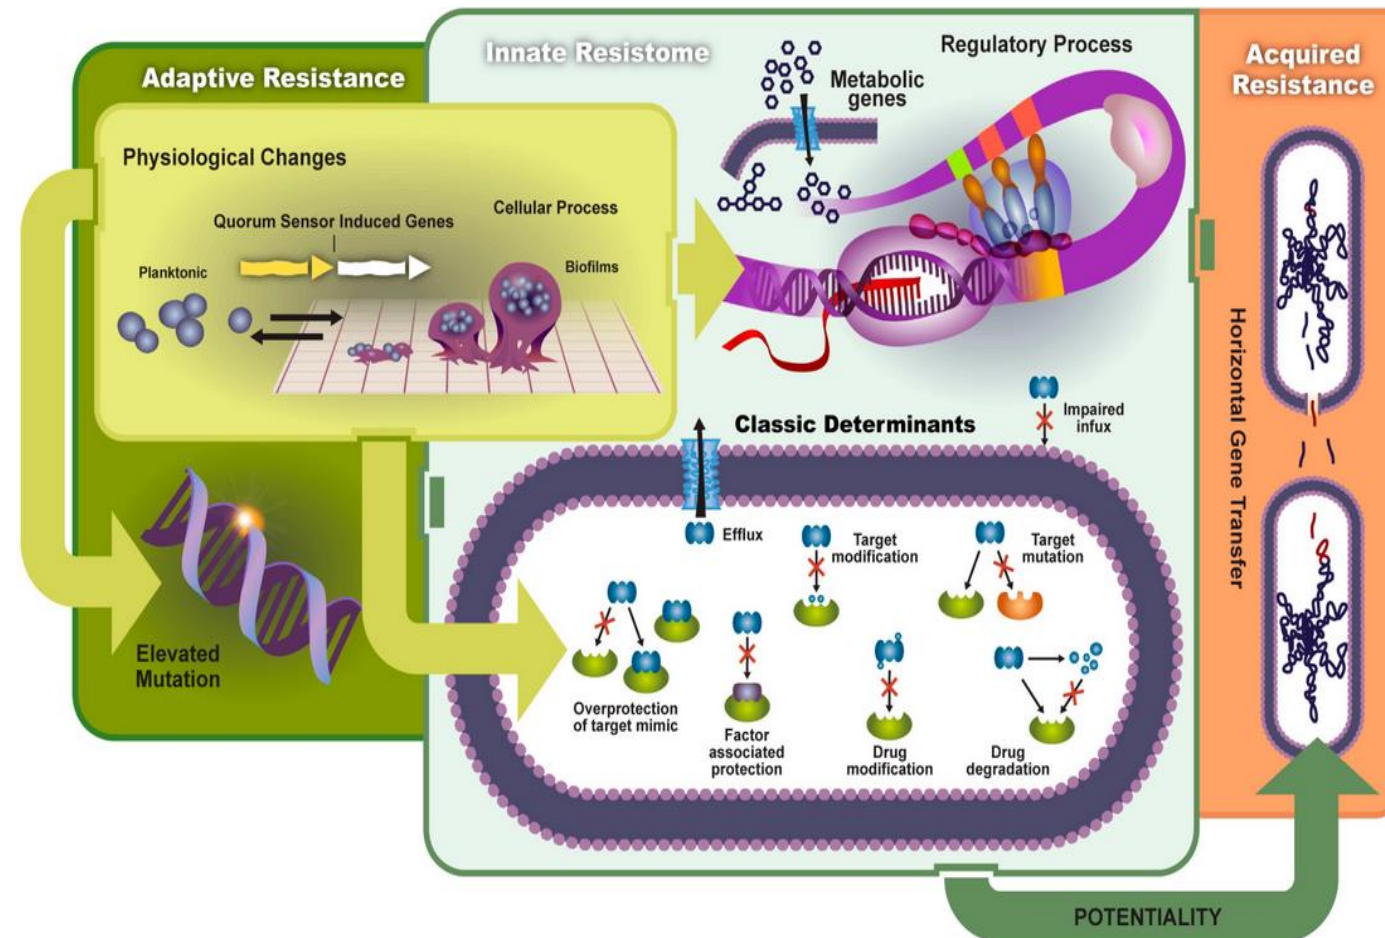 Adaptive Resistance
Physiological Changes
Quorum Sensor Induced Genes
Planktonic
Cellular Process
Biofilms
Elevated
Mutation
Innate Resistome
Metabolic
genes
Regulatory Process
Classic Determinants
Impaired
infux
Efflux
Target
modification
Target
mutation
Overprotection
of target mimic
Factor
associated
protection
Drug
modification
Drug
degradation
Acquired
Resistance
Horizontal Gene Transfer
POTENTIALITY